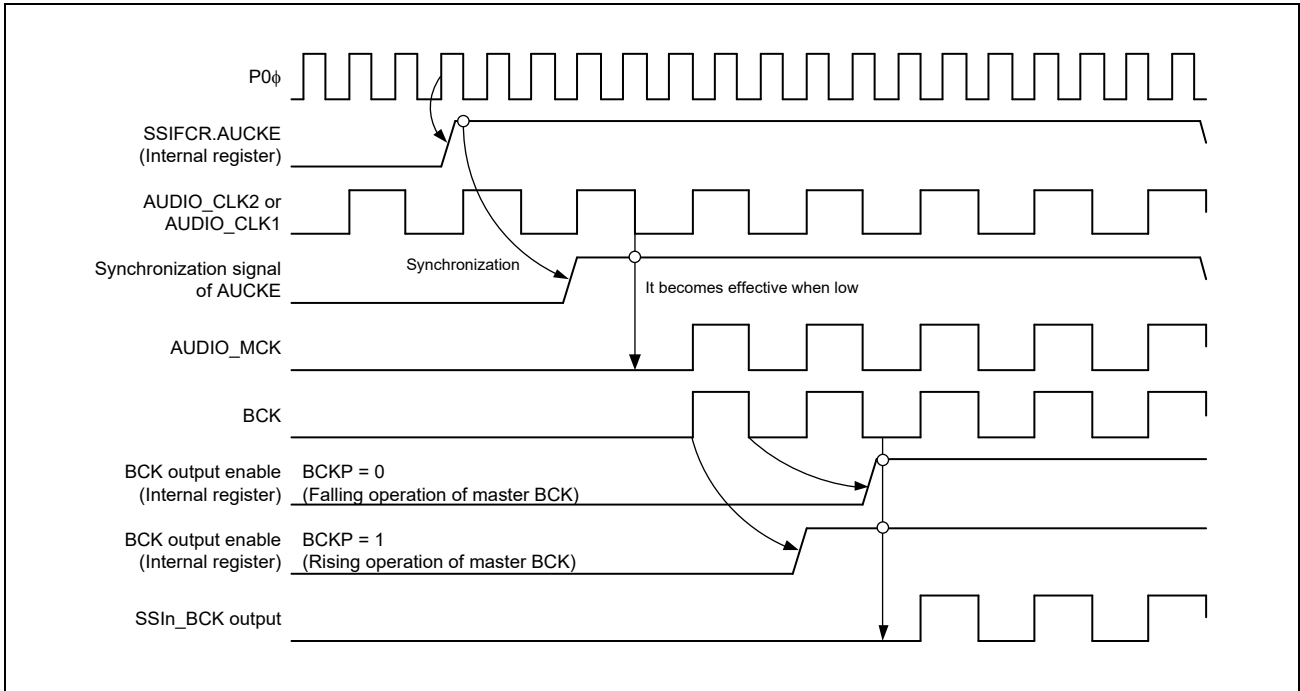 P0ϕ
SSIFCR.AUCKE
(Internal register)
AUDIO_CLK2 or
AUDIO_CLK1
Synchronization signal
of AUCKE
Synchronization
It becomes effective when low
AUDIO_MCK
BCK
BCK output enable
(Internal register)
BCKP = 0
(Falling operation of master BCK)
BCK output enable
(Internal register)
BCKP = 1
(Rising operation of master BCK)
SSIn_BCK output